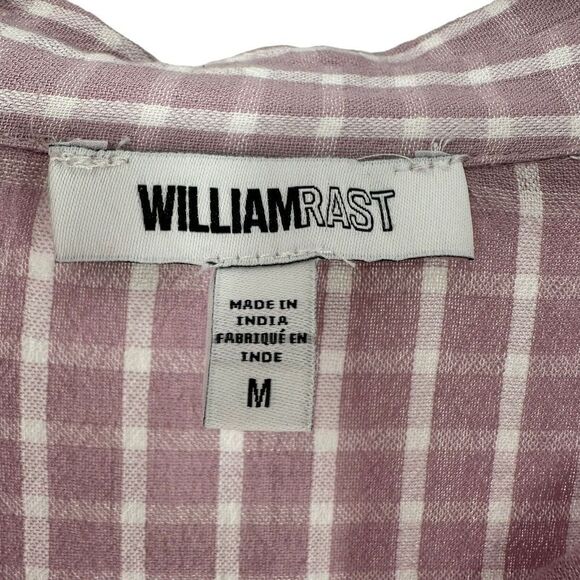 WILLIAMRAST
MADE IN
INDIA
FABRIQUÉ EN
INDE
M